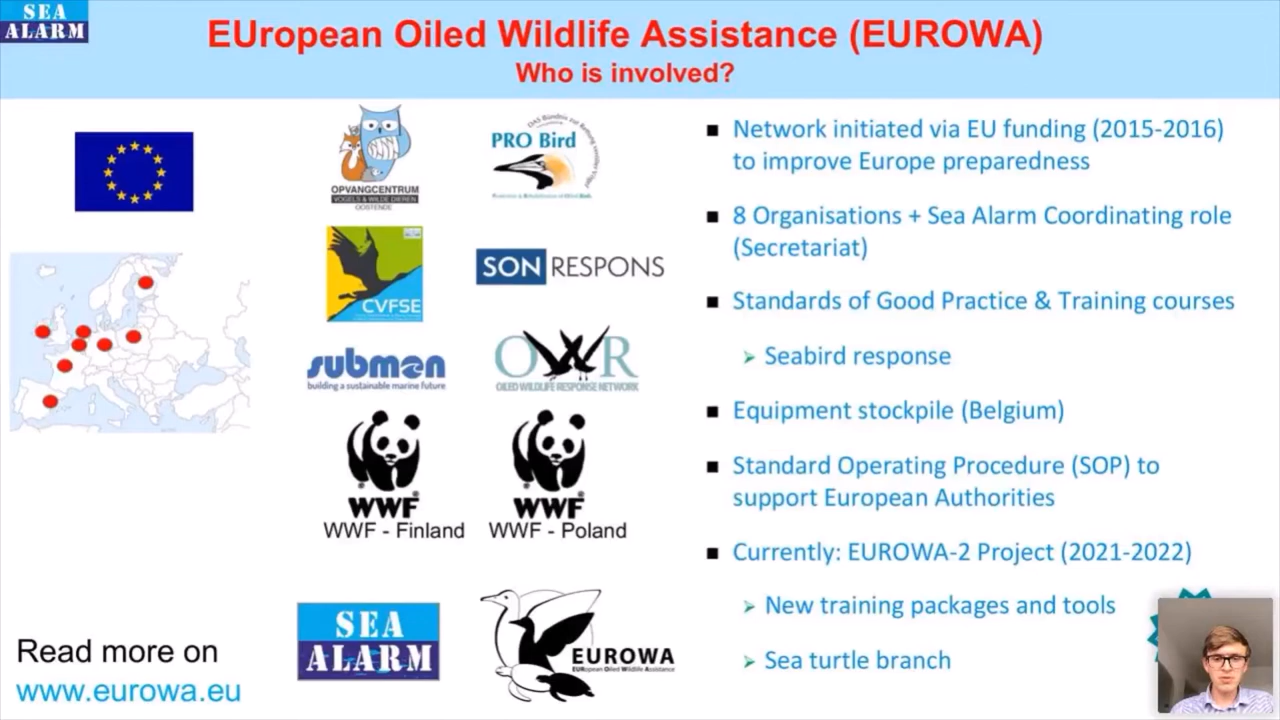 SEA
ALARM
EUropean Oiled Wildlife Assistance (EUROWA)
Who is involved?
OPVANGCENTRUM
VOGELS & WILDE DIEREN
OOSTENDE
PRO Bird
CVFSE
SON RESPONS
submon
building a sustainable marine future
OWR
OILED WILDLIFE RESPONSE NETWORK
WWF
WWF - Finland
WWF
WWF - Poland
SEA
ALARM
EUROWA
EURopean Oiled Wildlife Assistance
Read more on
www.eurowa.eu
■ Network initiated via EU funding (2015-2016)
to improve Europe preparedness
■ 8 Organisations + Sea Alarm Coordinating role
(Secretariat)
■ Standards of Good Practice & Training courses
➢ Seabird response
■ Equipment stockpile (Belgium)
■ Standard Operating Procedure (SOP) to
support European Authorities
■ Currently: EUROWA-2 Project (2021-2022)
➢ New training packages and tools
➢ Sea turtle branch